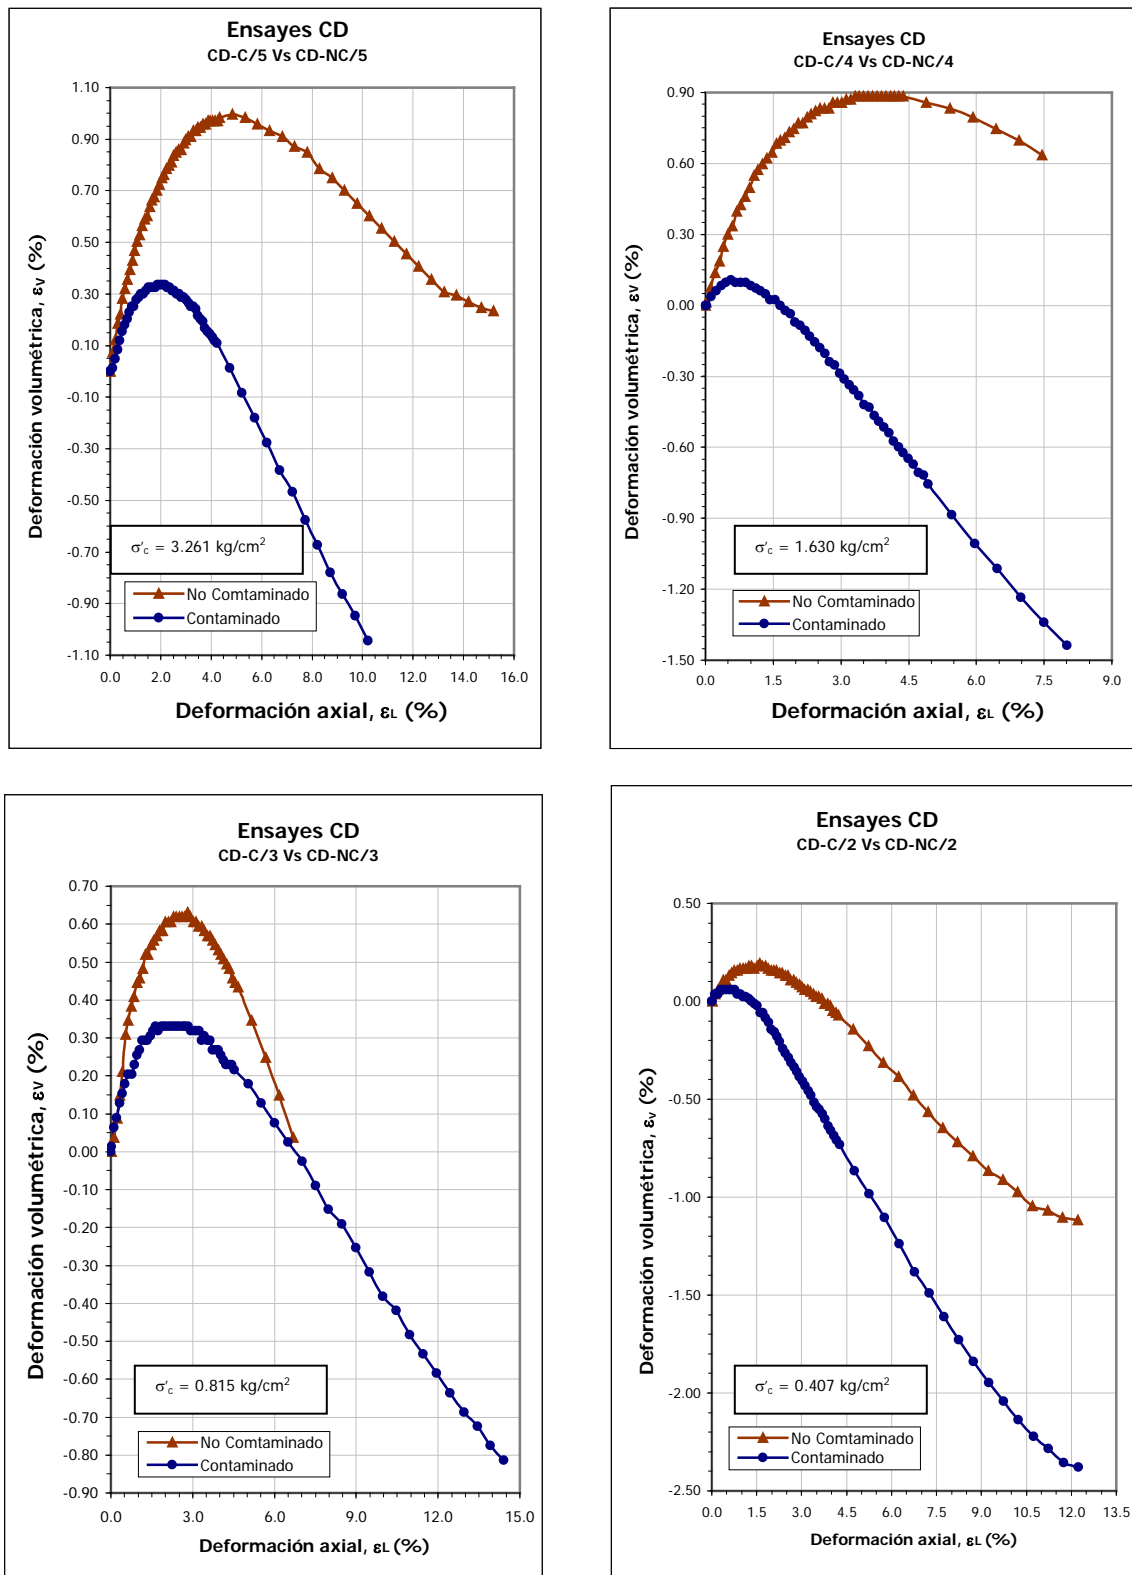 Ensayes CD
CD-C/5 Vs CD-NC/5
1.10
0.90
0.70
0.50
0.30
0.10
-0.10
-0.30
-0.50
-0.70
-0.90
-1.10
Deformación volumétrica, εv (%)
σ'c = 3.261 kg/cm²
No Comtaminado
Contaminado
0.0 2.0 4.0 6.0 8.0 10.0 12.0 14.0 16.0
Deformación axial, εL (%)
Ensayes CD
CD-C/4 Vs CD-NC/4
0.90
0.60
0.30
0.00
-0.30
-0.60
-0.90
-1.20
-1.50
Deformación volumétrica, εv (%)
σ'c = 1.630 kg/cm²
No Comtaminado
Contaminado
0.0 1.5 3.0 4.5 6.0 7.5 9.0
Deformación axial, εL (%)
Ensayes CD
CD-C/3 Vs CD-NC/3
0.70
0.60
0.50
0.40
0.30
0.20
0.10
0.00
-0.10
-0.20
-0.30
-0.40
-0.50
-0.60
-0.70
-0.80
-0.90
Deformación volumétrica, εv (%)
σ'c = 0.815 kg/cm²
No Comtaminado
Contaminado
0.0 3.0 6.0 9.0 12.0 15.0
Deformación axial, εL (%)
Ensayes CD
CD-C/2 Vs CD-NC/2
0.50
0.00
-0.50
-1.00
-1.50
-2.00
-2.50
Deformación volumétrica, εv (%)
σ'c = 0.407 kg/cm²
No Comtaminado
Contaminado
0.0 1.5 3.0 4.5 6.0 7.5 9.0 10.5 12.0 13.5
Deformación axial, εL (%)